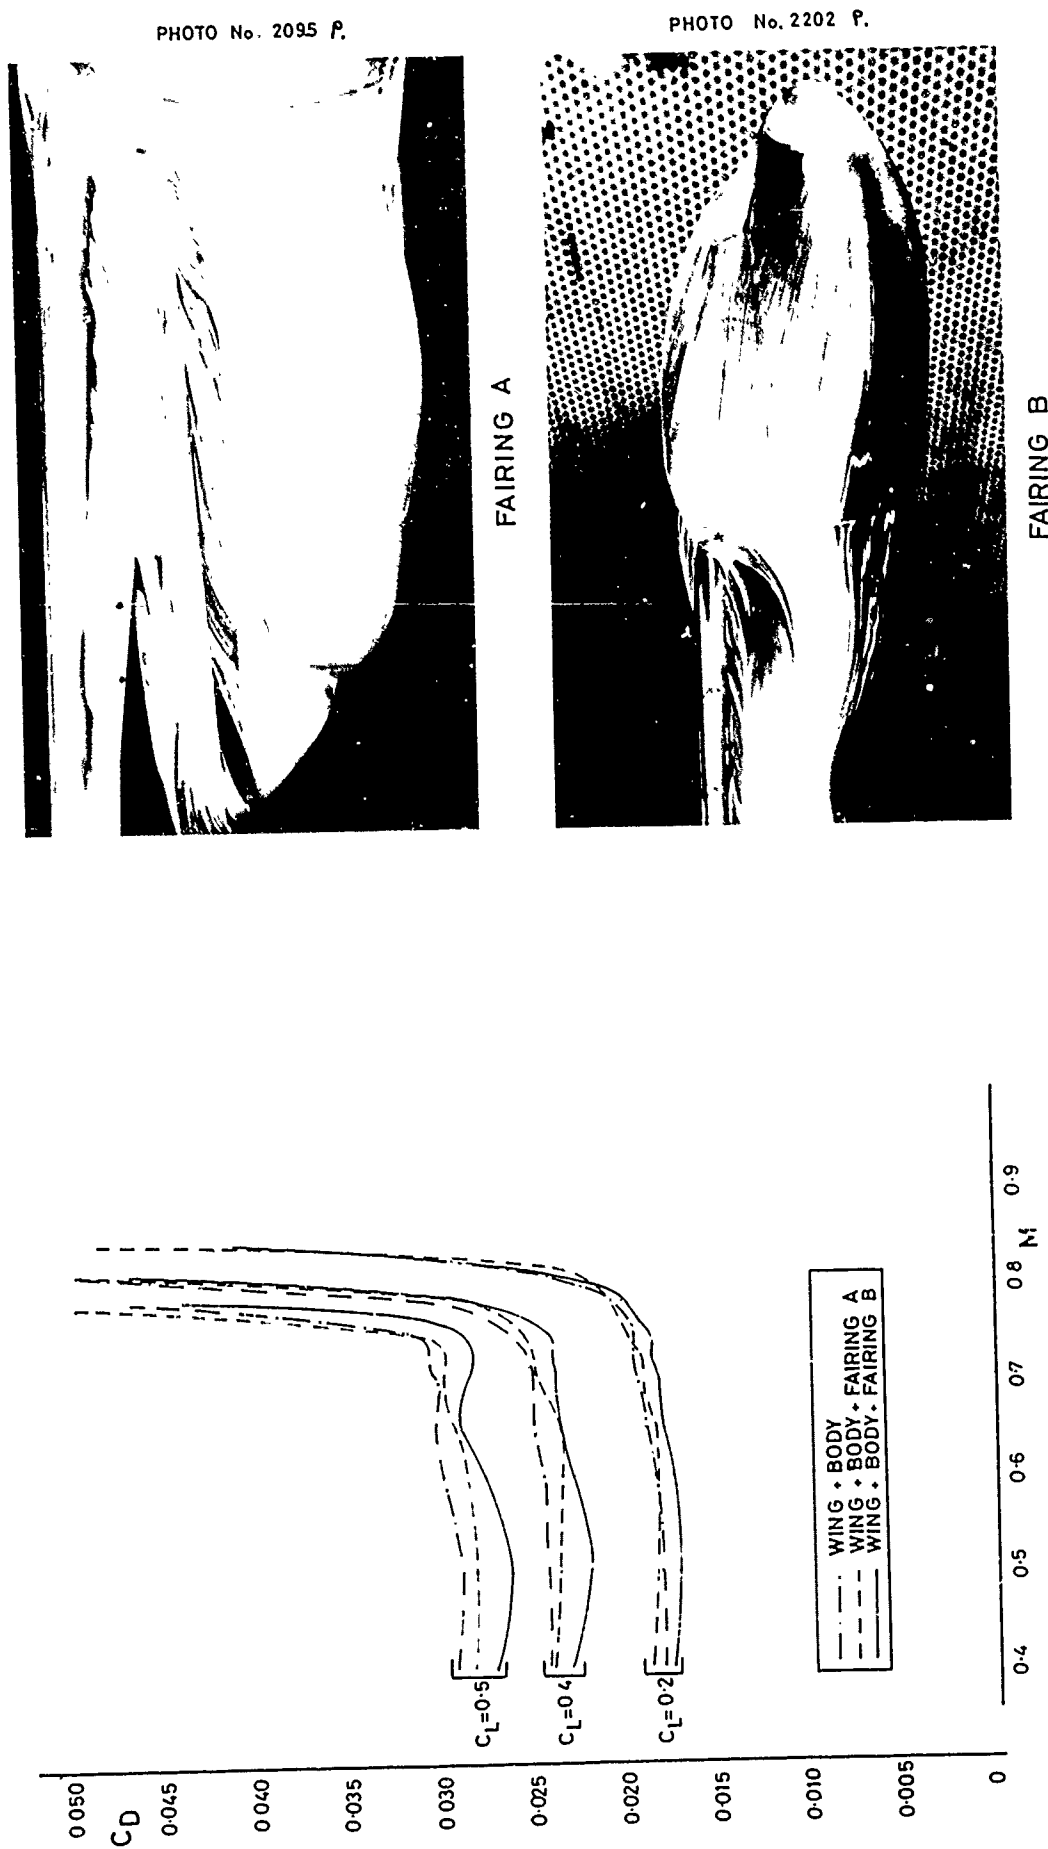 PHOTO No. 2095 P.
PHOTO No. 2202 P.
FAIRING A
FAIRING B
C_D
0·050
0·045
0·040
0·035
0·030
0·025
0·020
0·015
0·010
0·005
0
C_L=0·5
C_L=0·4
C_L=0·2
0·4
0·5
0·6
0·7
0·8
M
0·9
WING + BODY
WING + BODY + FAIRING A
WING + BODY + FAIRING B